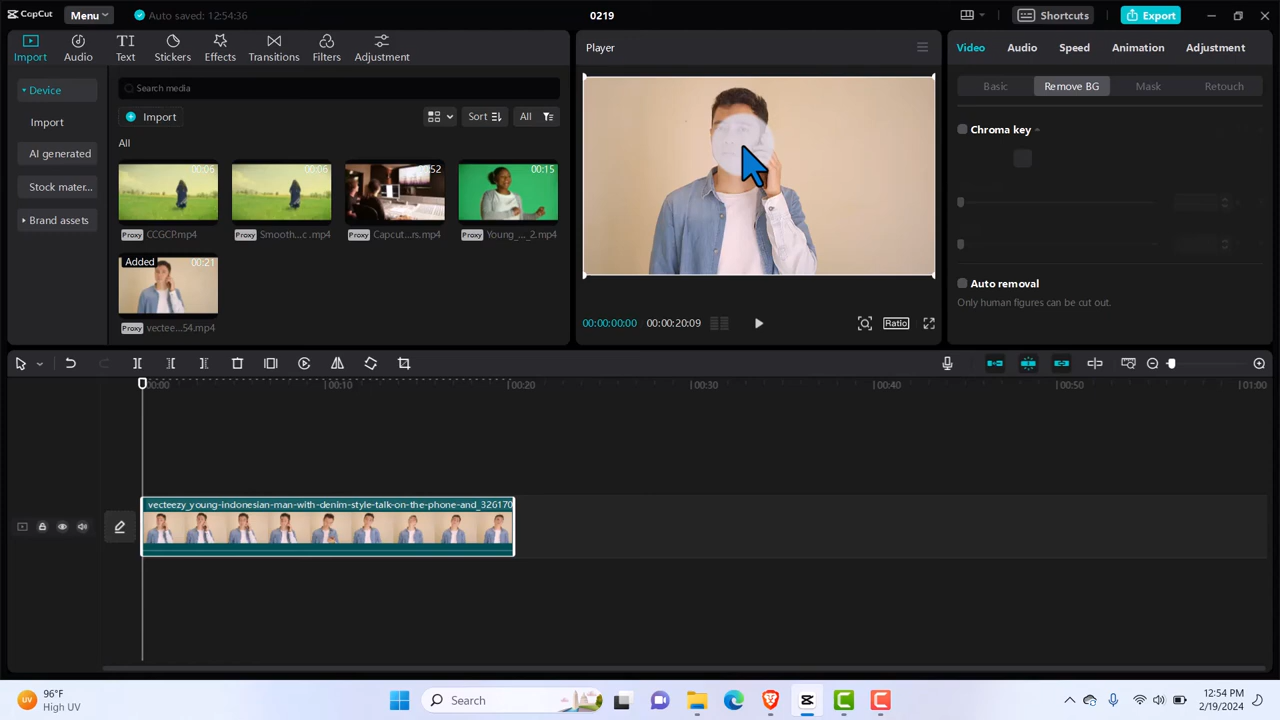 CapCut
Menu
Auto saved: 12:54:36
0219
Shortcuts
Export
Import
Audio
Text
Stickers
Effects
Transitions
Filters
Adjustment
Device
Import
AI generated
Stock mater...
Brand assets
Search media
Import
Sort
All
All
00:06
Proxy CCGCP.mp4
00:06
Proxy Smooth...c .mp4
:52
Proxy Capcut...rs.mp4
00:15
Proxy Young_..._2.mp4
Added
00:21
Proxy vectee...54.mp4
Player
00:00:00:00
00:00:20:09
Ratio
Video
Audio
Speed
Animation
Adjustment
Basic
Remove BG
Mask
Retouch
Chroma key
Auto removal
Only human figures can be cut out.
00:00
00:10
00:20
00:30
00:40
00:50
01:00
vecteezy_young-indonesian-man-with-denim-style-talk-on-the-phone-and_326170
96°F
High UV
Search
12:54 PM
2/19/2024